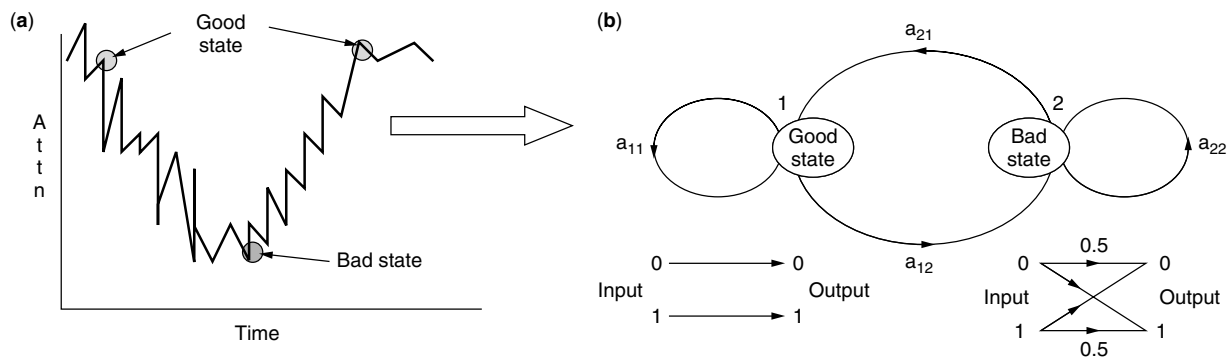 (a)
Good
state
A
t
t
n
Bad state
Time
(b)
a21
1
2
a11
Good
state
Bad
state
a22
a12
0
0
Input
Output
1
1
0.5
0
0
Input
Output
1
1
0.5